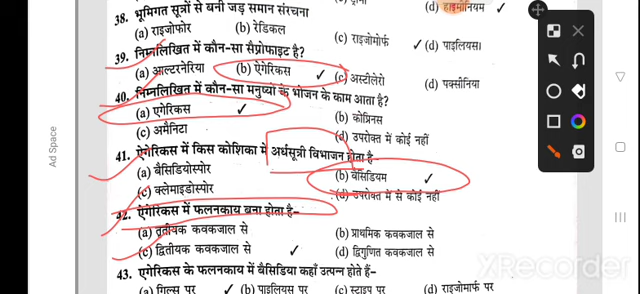 (d) हार्मोनियम ✓
38. भूमिगत सूत्रों से बनी जड़ समान संरचना
(a) राइजोफोर (b) रेडिकल (c) राइजोमोर्फ ✓ (d) पाइलियस।
39. निम्नलिखित में कौन-सा सैप्रोफाइट है?
(a) आल्टरनेरिया (b) ऐगेरिकस ✓ (c) अस्टीलेगो (d) पक्सीनिया
40. निम्नलिखित में कौन-सा मनुष्यो के भोजन के काम आता है?
(a) एगेरिकस ✓ (b) कोप्रिनस
(c) अमैनिटा (d) उपरोक्त में कोई नहीं
41. ऐगेरिकस में किस कोशिका मे अर्धसूत्री विभाजन होता है-
(a) बैसिडियोस्पोर (b) बेसिडियम ✓
(c) क्लेमाइडोस्पोर (d) उपरोक्त में से कोई नहीं
42. ऐगेरिकस में फलनकाय बना होता है-
(a) तृतीयक कवकजाल से (b) प्राथमिक कवकजाल से
(c) द्वितीयक कवकजाल से ✓ (d) द्विगुणित कवकजाल से
43. एगेरिकस के फलनकाय में बैसिडिया कहाँ उत्पन्न होते हैं-
(a) गिल्स पर ✓ (b) पाइलियस पर (c) स्टाइप पर (d) राइजोमार्फ पर
Ad Space
XRecorder